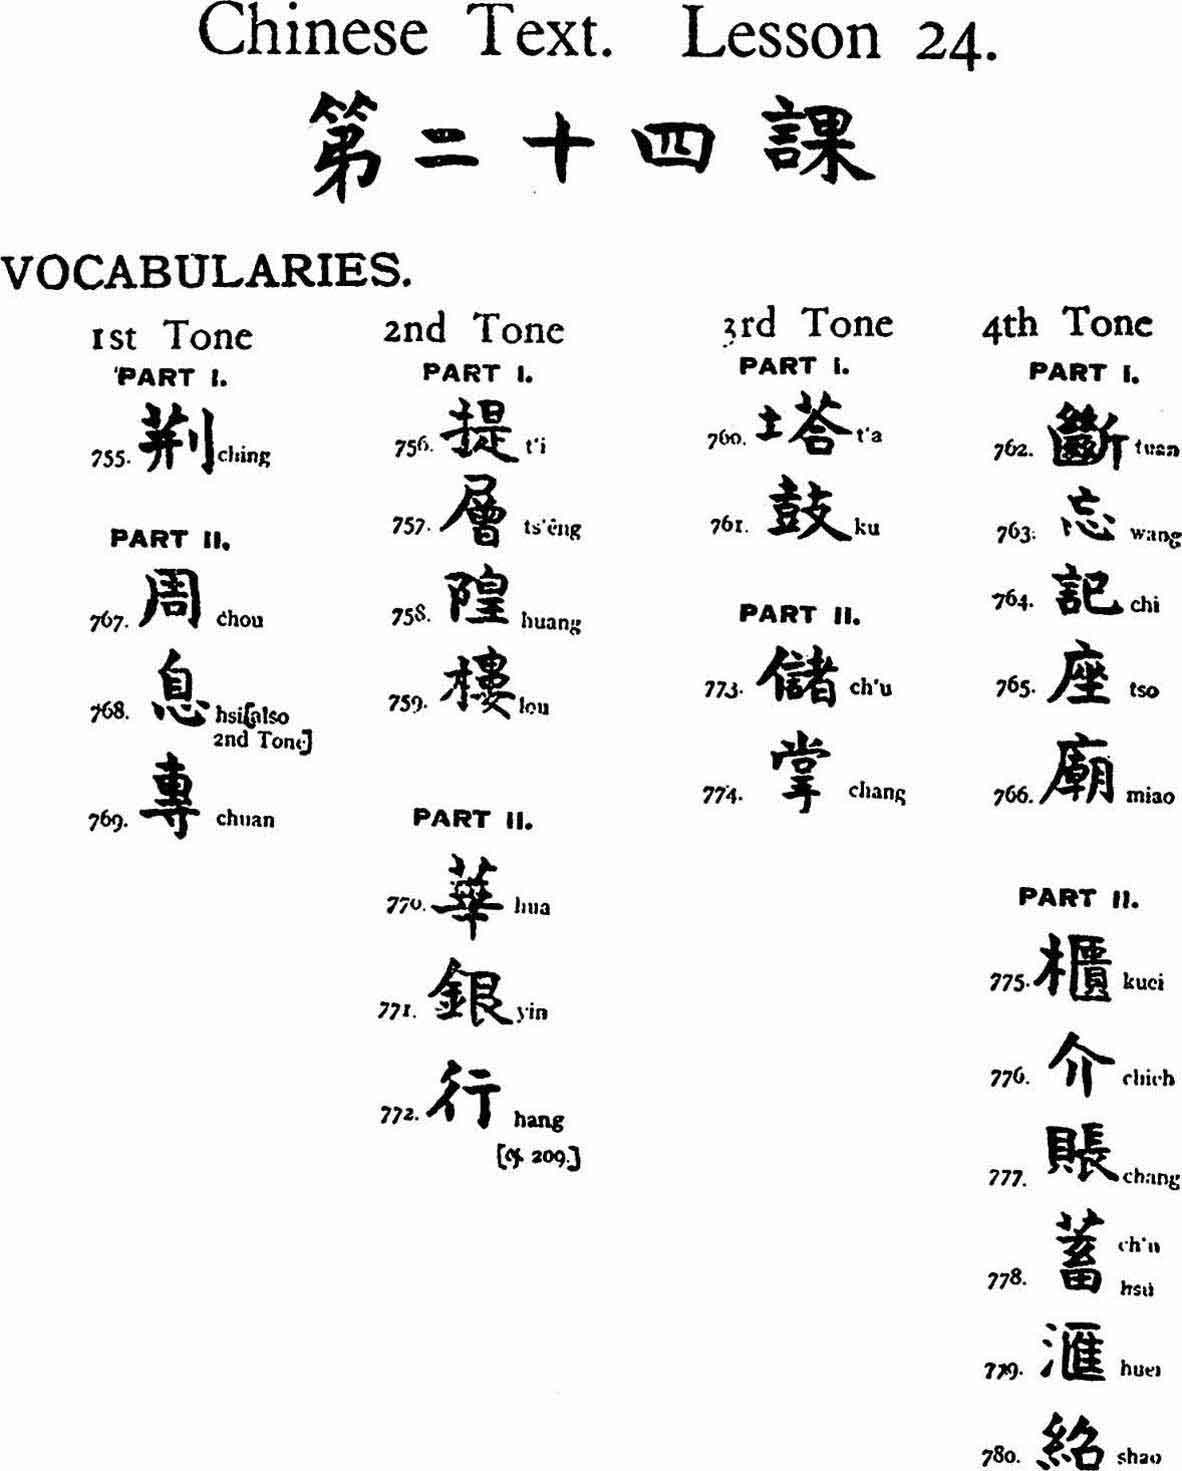 Chinese Text. Lesson 24.
第二十四課
VOCABULARIES.
1st Tone
PART I.
755. 荆 ching
PART II.
767. 周 chou
768. 息 hsi[also
2nd Tone]
769. 專 chuan
2nd Tone
PART I.
756. 提 t'i
757. 層 ts'êng
758. 隍 huang
759. 樓 lou
PART II.
770. 華 hua
771. 銀 yin
772. 行 hang
[cf 209.]
3rd Tone
PART I.
760. 塔 t'a
761. 鼓 ku
PART II.
773. 儲 ch'u
774. 掌 chang
4th Tone
PART I.
762. 斷 tuan
763. 忘 wang
764. 記 chi
765. 座 tso
766. 廟 miao
PART II.
775. 櫃 kuei
776. 介 chieh
777. 賬 chang
778. 蓄 ch'u
hsü
779. 滙 huei
780. 紹 shao